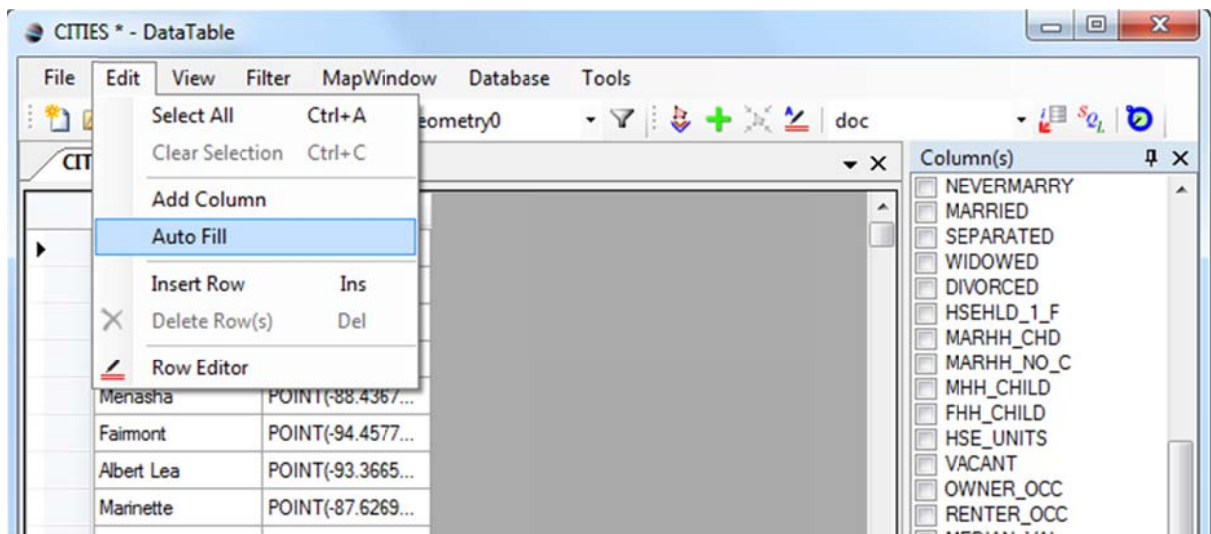 CITIES * - DataTable
File Edit View Filter MapWindow Database Tools
eometry0 doc SQL
Select All Ctrl+A
Clear Selection Ctrl+C
Add Column
Auto Fill
Insert Row Ins
Delete Row(s) Del
Row Editor
CIT
Menasha POINT(-88.4367...
Fairmont POINT(-94.4577...
Albert Lea POINT(-93.3665...
Marinette POINT(-87.6269...
Column(s)
NEVERMARRY
MARRIED
SEPARATED
WIDOWED
DIVORCED
HSEHLD_1_F
MARHH_CHD
MARHH_NO_C
MHH_CHILD
FHH_CHILD
HSE_UNITS
VACANT
OWNER_OCC
RENTER_OCC